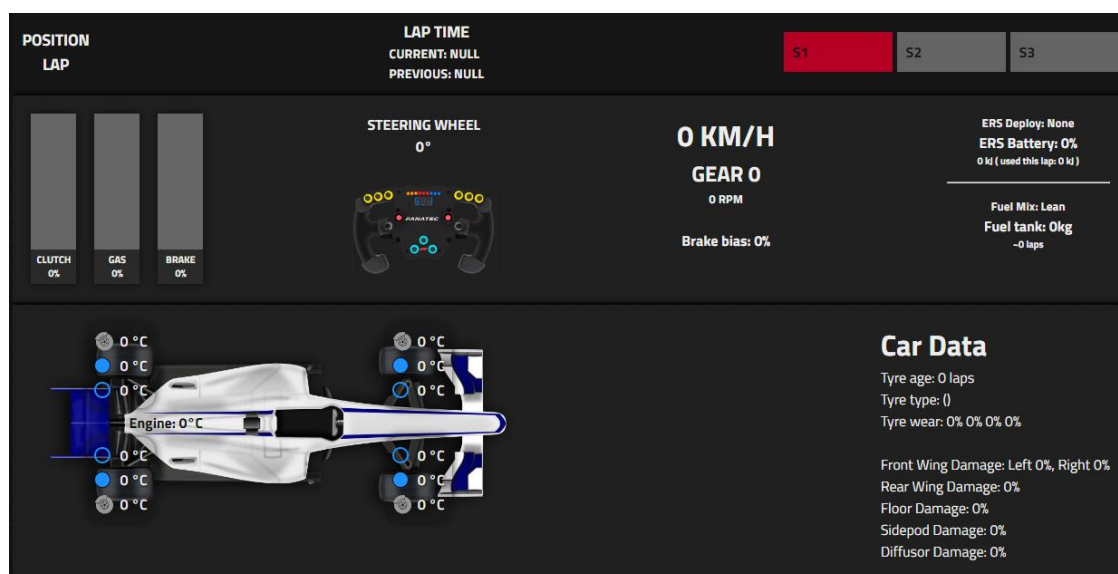 POSITION
LAP
LAP TIME
CURRENT: NULL
PREVIOUS: NULL
S1
S2
S3
CLUTCH
0%
GAS
0%
BRAKE
0%
STEERING WHEEL
0°
FANATEC
0 KM/H
GEAR 0
0 RPM
Brake bias: 0%
ERS Deploy: None
ERS Battery: 0%
0 kJ ( used this lap: 0 kJ )
Fuel Mix: Lean
Fuel tank: 0kg
~0 laps
0 °C
0 °C
0 °C
0 °C
0 °C
0 °C
Engine: 0°C
0 °C
0 °C
0 °C
0 °C
0 °C
0 °C
Car Data
Tyre age: 0 laps
Tyre type: ()
Tyre wear: 0% 0% 0% 0%
Front Wing Damage: Left 0%, Right 0%
Rear Wing Damage: 0%
Floor Damage: 0%
Sidepod Damage: 0%
Diffusor Damage: 0%